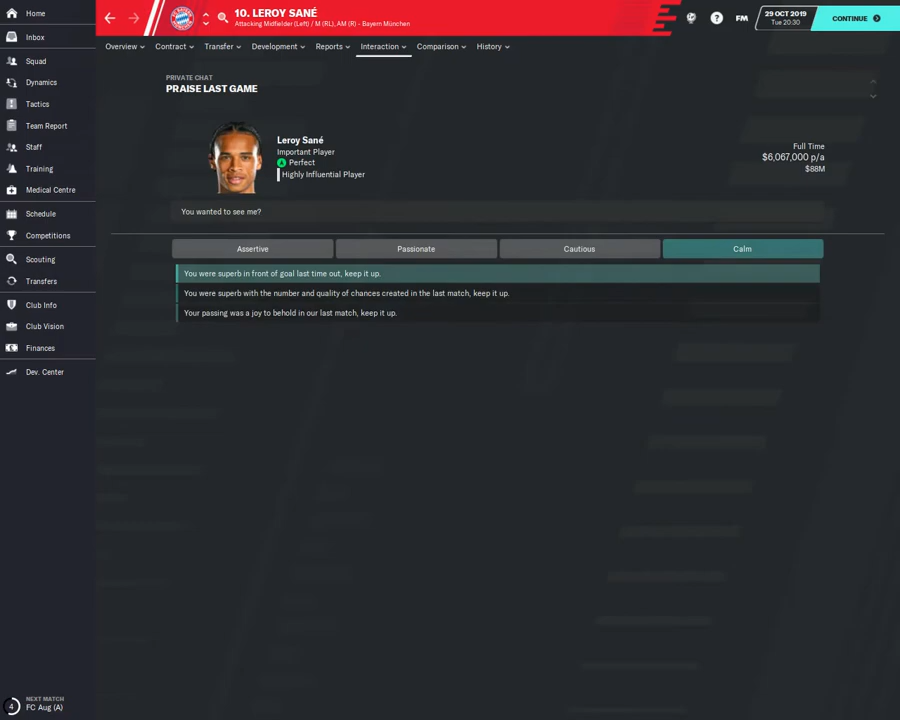 Home
Inbox
Squad
Dynamics
Tactics
Team Report
Staff
Training
Medical Centre
Schedule
Competitions
Scouting
Transfers
Club Info
Club Vision
Finances
Dev. Center
4
NEXT MATCH
FC Aug (A)
10. LEROY SANÉ
Attacking Midfielder (Left) / M (RL), AM (R) - Bayern München
? FM
29 OCT 2019
Tue 20:30
CONTINUE
Overview Contract Transfer Development Reports Interaction Comparison History
PRIVATE CHAT
PRAISE LAST GAME
Leroy Sané
Important Player
Perfect
Highly Influential Player
Full Time
$6,067,000 p/a
$88M
You wanted to see me?
Assertive Passionate Cautious Calm
You were superb in front of goal last time out, keep it up.
You were superb with the number and quality of chances created in the last match, keep it up.
Your passing was a joy to behold in our last match, keep it up.